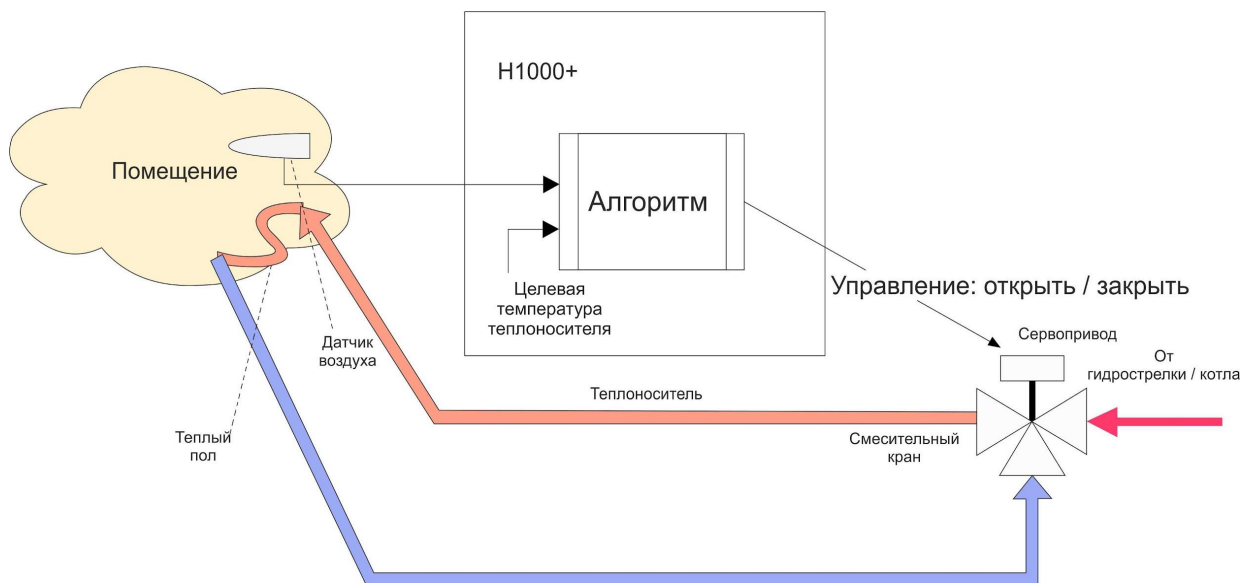 H1000+
Помещение
Алгоритм
Целевая
температура
теплоносителя
Управление: открыть / закрыть
Датчик
воздуха
Сервопривод
От
гидрострелки / котла
Теплоноситель
Теплый
пол
Смесительный
кран